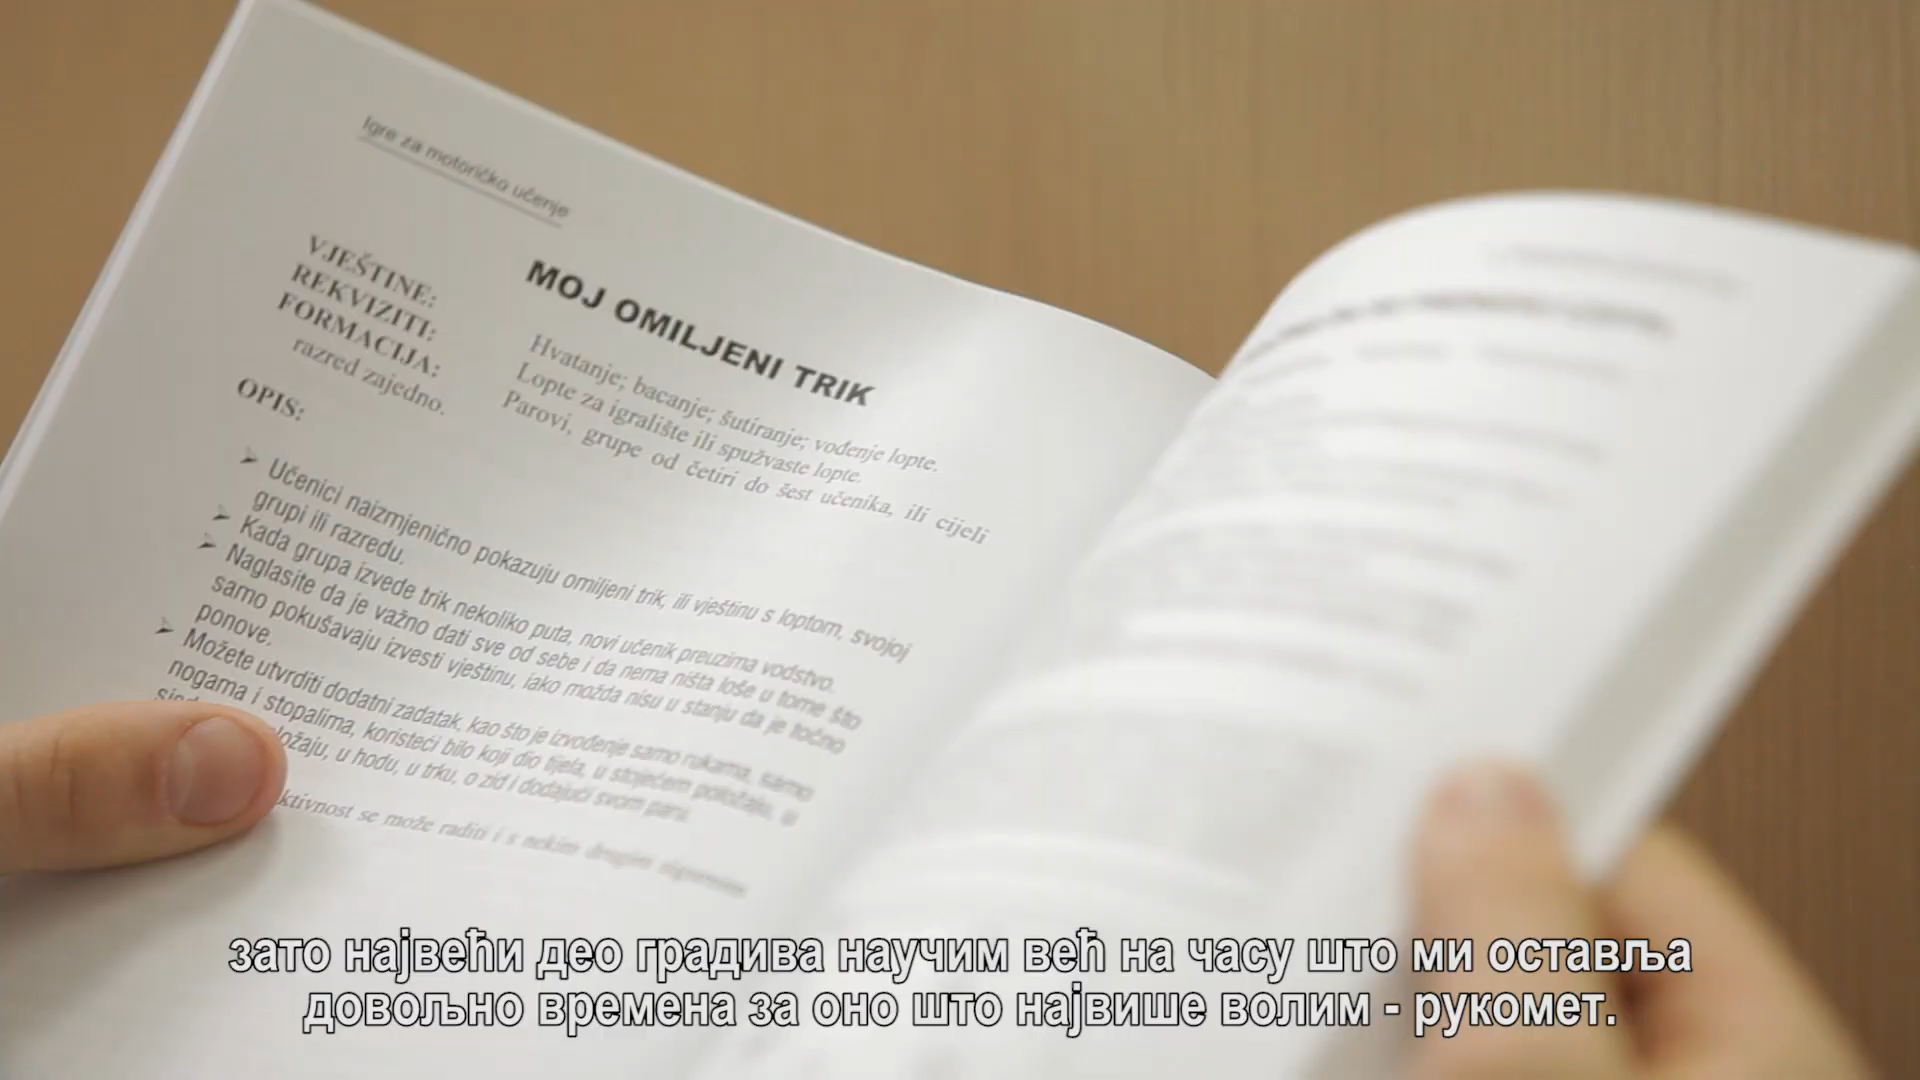 Igre za motoričko učenje
MOJ OMILJENI TRIK
VJEŠTINE:
Hvatanje; bacanje; šutiranje; vođenje lopte.
REKVIZITI:
Lopte za igralište ili spužvaste lopte.
FORMACIJA:
Parovi, grupe od četiri do šest učenika, ili cijeli
razred zajedno.
OPIS:
➢ Učenici naizmjenično pokazuju omiljeni trik, ili vještinu s loptom, svojoj
grupi ili razredu.
➢ Kada grupa izvede trik nekoliko puta, novi učenik preuzima vodstvo.
➢ Naglasite da je važno dati sve od sebe i da nema ništa loše u tome što
samo pokušavaju izvesti vještinu, iako možda nisu u stanju da je točno
ponove.
➢ Možete utvrditi dodatni zadatak, kao što je izvođenje samo rukama, samo
nogama i stopalima, koristeći bilo koji dio tijela, u stojećem položaju, u
u hodu, u trku, o zid i dodajući svom paru.
se može raditi i s nekim drugim
зато највећи део градива научим већ на часу што ми оставља
довољно времена за оно што највише волим - рукомет.